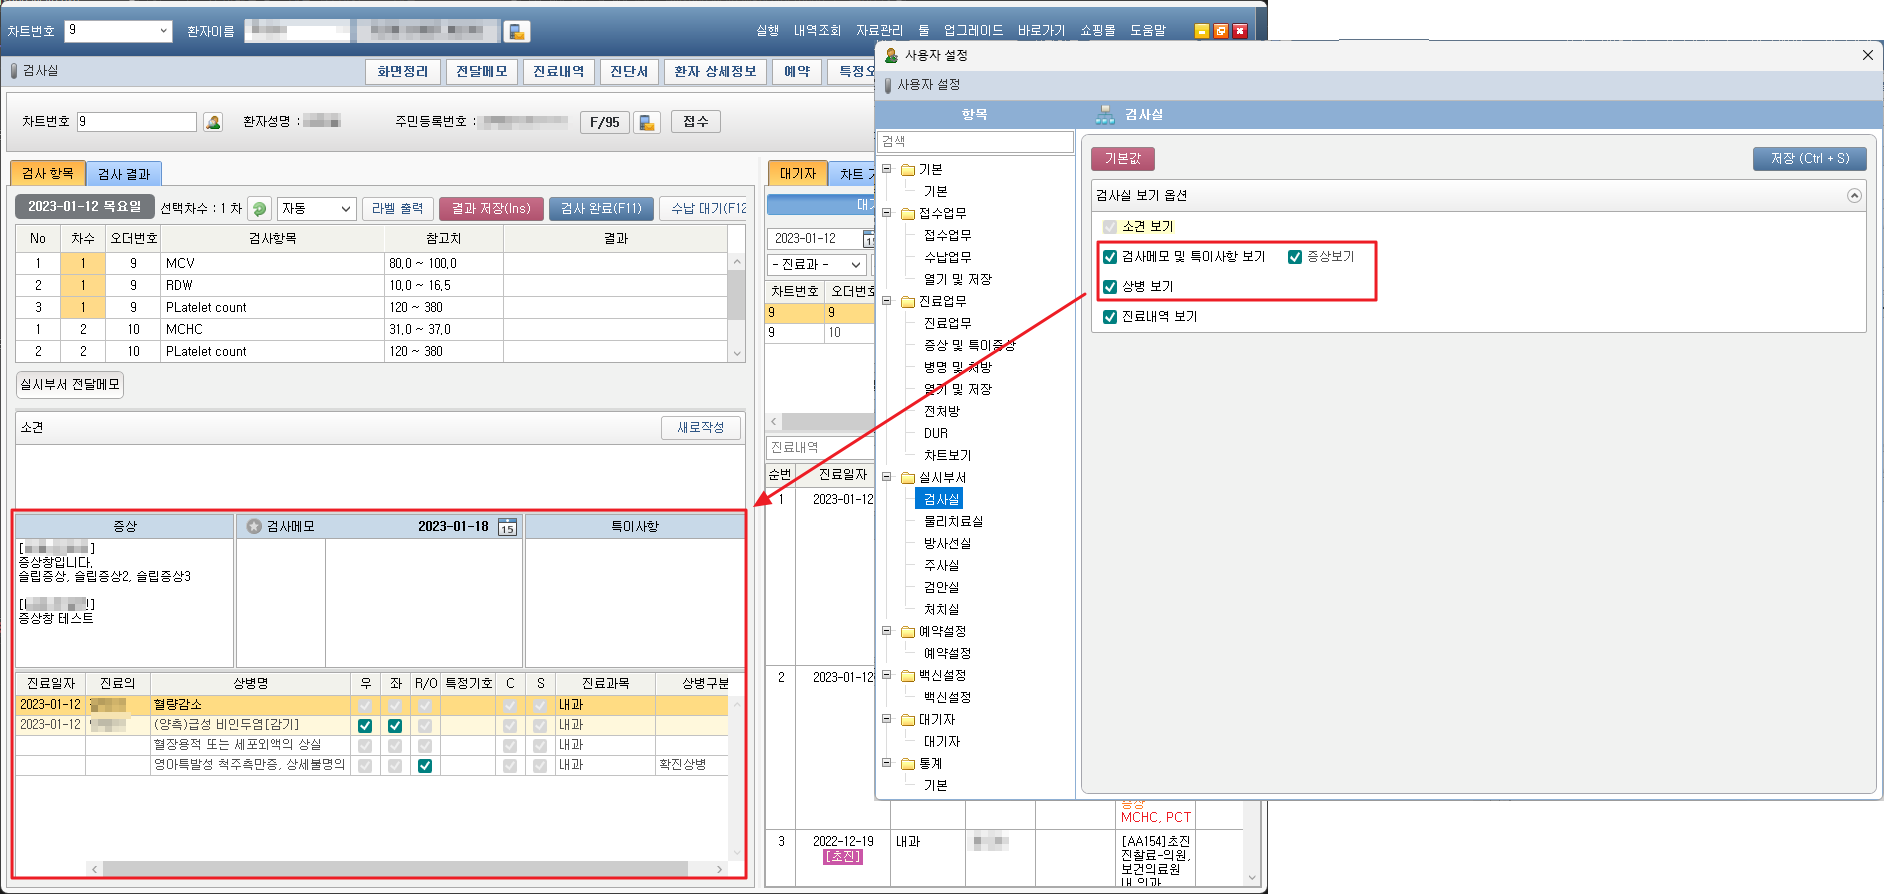 차트번호 9 환자이름 실행 내역조회 자료관리 툴 업그레이드 바로가기 쇼핑몰 도움말
검사실 화면정리 전달메모 진료내역 진단서 환자 상세정보 예약 특정오
차트번호 9 환자성명 : 주민등록번호 : F/95 접수
검사 항목 검사 결과
2023-01-12 목요일 선택차수 : 1 차 자동 라벨 출력 결과 저장(Ins) 검사 완료(F11) 수납 대기(F12
No 차수 오더번호 검사항목 참고치 결과
1 1 9 MCV 80,0 ~ 100,0
2 1 9 RDW 10,0 ~ 16,5
3 1 9 PLatelet count 120 ~ 380
1 2 10 MCHC 31,0 ~ 37,0
2 2 10 PLatelet count 120 ~ 380
실시부서 전달메모
소견 새로작성
증상 검사메모 2023-01-18 15 특이사항
[ ]
증상창입니다.
슬립증상, 슬립증상2, 슬립증상3
[ ]
증상창 테스트
진료일자 진료의 상병명 우 좌 R/O 특정기호 C S 진료과목 상병구분
2023-01-12 혈량감소 내과
2023-01-12 (양측)급성 비인두염[감기] 내과
혈장용적 또는 세포외액의 상실 내과
영아특발성 척주측만증, 상세불명의 내과 확진상병
대기자 차트
대기
2023-01-12 15
- 진료과 -
차트번호 오더번호
9 9
9 10
진료내역
순번 진료일자
1 2023-01-12
2 2023-01-12
증상
MCHC, PCT
3 2022-12-19 내과 [AA154]초진
[초진] 진찰료-의원,
보건의료원
내 의과
사용자 설정
사용자 설정
항목 검사실
검색
기본
기본
접수업무
접수업무
수납업무
열기 및 저장
진료업무
진료업무
증상 및 특이증상
병명 및 처방
열기 및 저장
전처방
DUR
차트보기
실시부서
검사실
물리치료실
방사선실
주사실
검안실
처치실
예약설정
예약설정
백신설정
백신설정
대기자
대기자
통계
기본
기본값 저장 (Ctrl + S)
검사실 보기 옵션
소견 보기
검사메모 및 특이사항 보기 증상보기
상병 보기
진료내역 보기